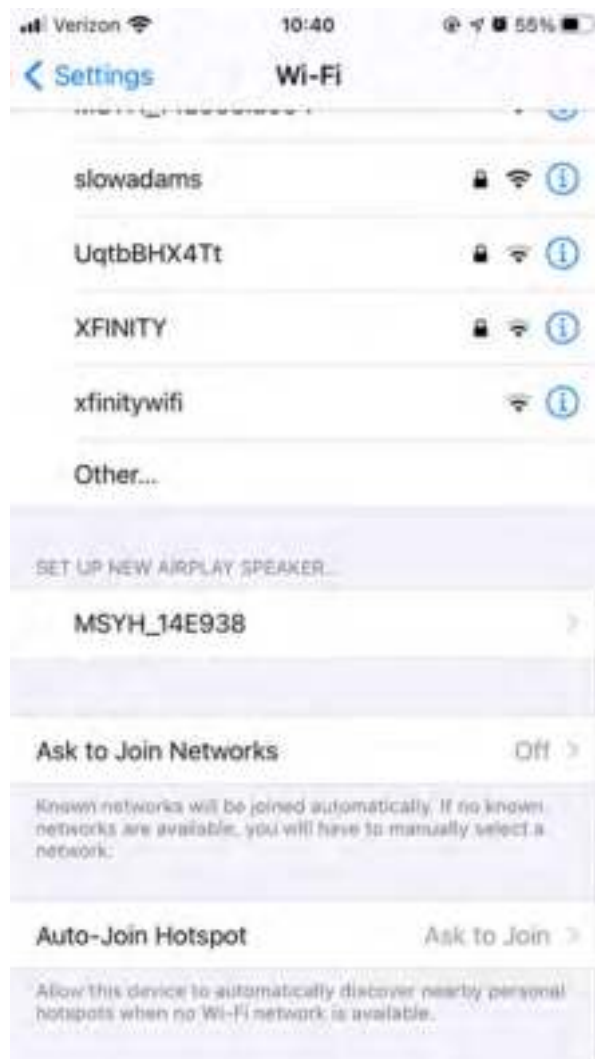 Verizon 10:40 55%
Settings Wi-Fi
slowadams
UqtbBHX4Tt
XFINITY
xfinitywifi
Other...
SET UP NEW AIRPLAY SPEAKER...
MSYH_14E938
Ask to Join Networks Off
Known networks will be joined automatically. If no known
networks are available, you will have to manually select a
network.
Auto-Join Hotspot Ask to Join
Allow this device to automatically discover nearby personal
hotspots when no Wi-Fi network is available.